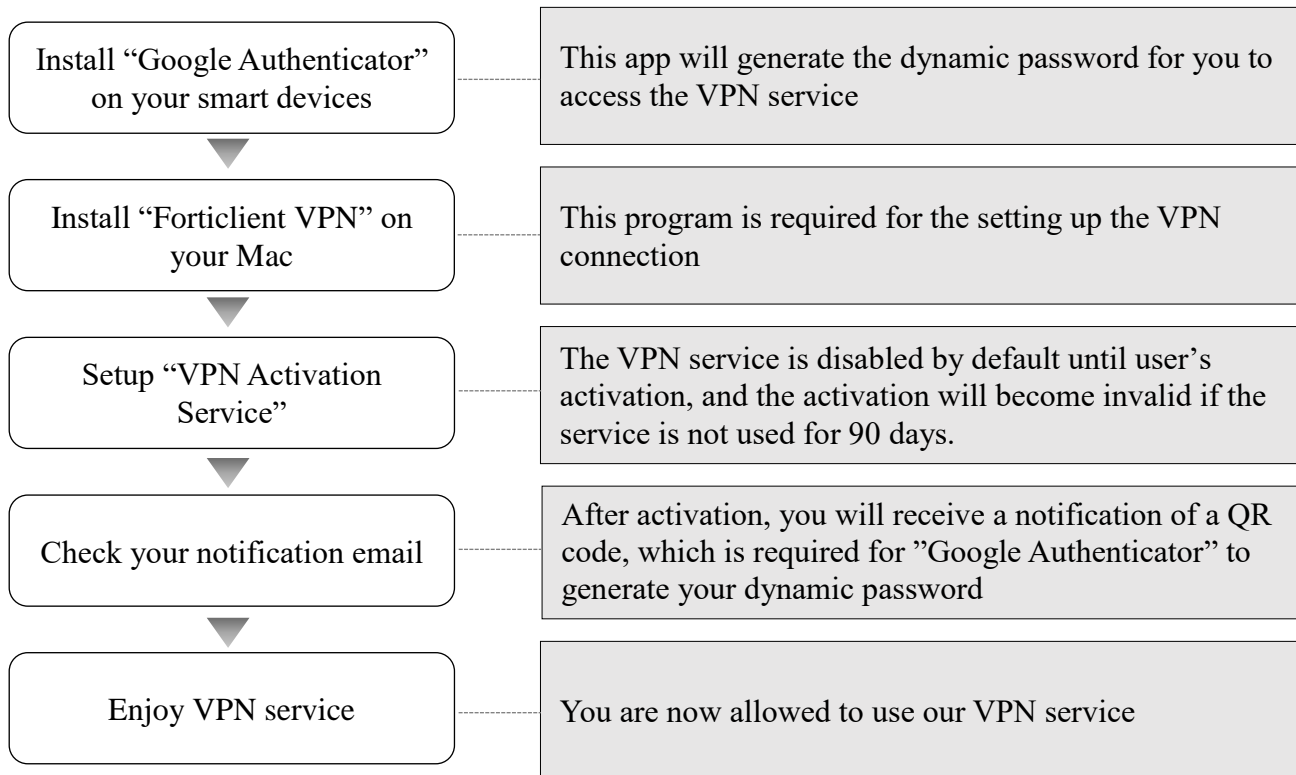 Install “Google Authenticator”
on your smart devices
This app will generate the dynamic password for you to
access the VPN service
Install “Forticlient VPN” on
your Mac
This program is required for the setting up the VPN
connection
Setup “VPN Activation
Service”
The VPN service is disabled by default until user’s
activation, and the activation will become invalid if the
service is not used for 90 days.
Check your notification email
After activation, you will receive a notification of a QR
code, which is required for ”Google Authenticator” to
generate your dynamic password
Enjoy VPN service
You are now allowed to use our VPN service